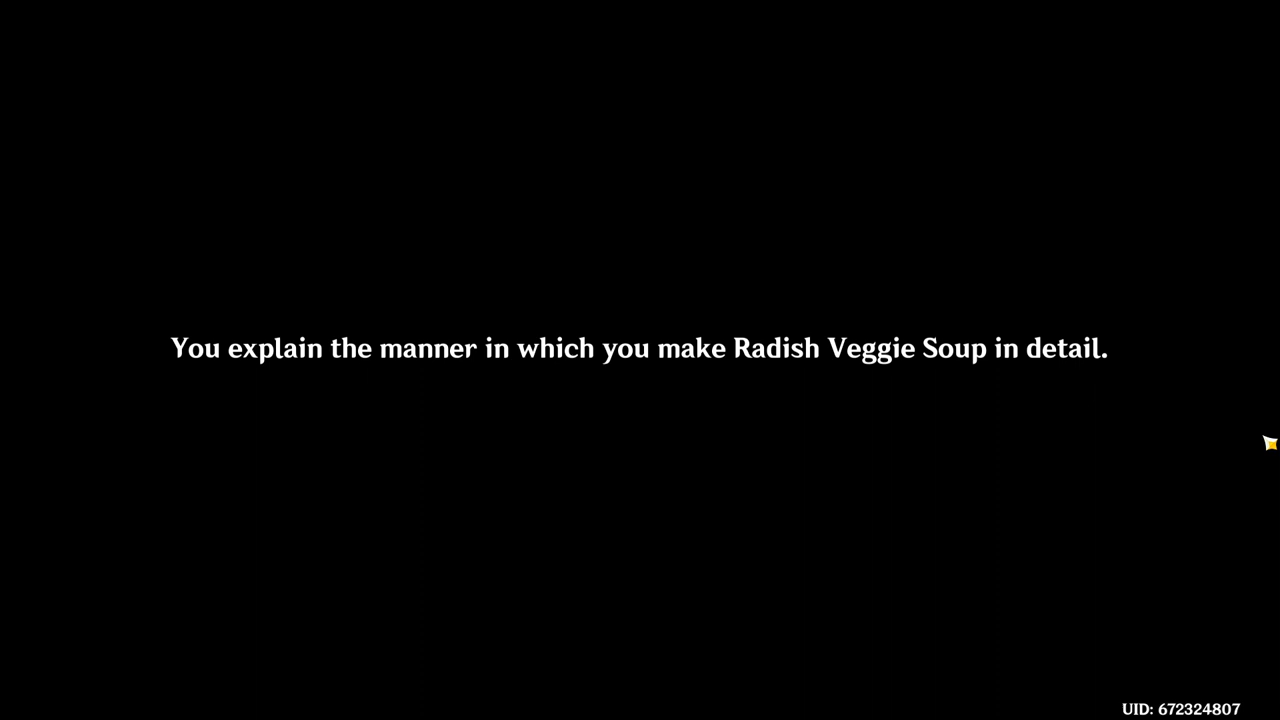 You explain the manner in which you make Radish Veggie Soup in detail.
UID: 672324807